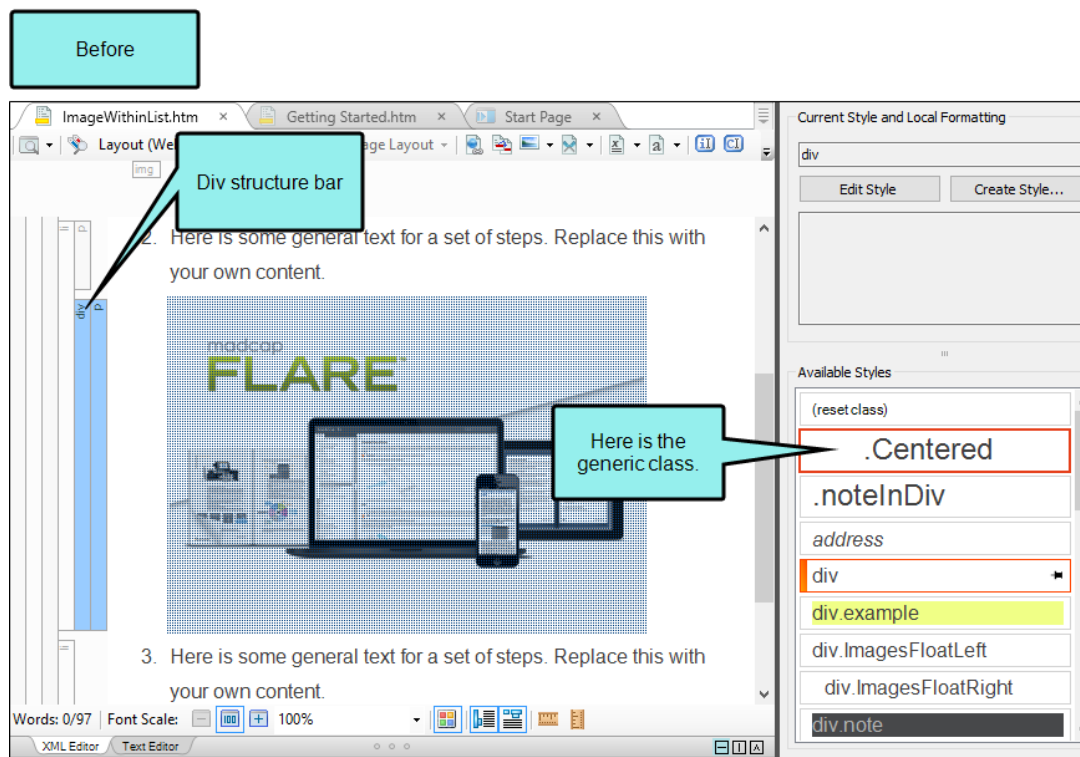 Before
ImageWithinList.htm × Getting Started.htm × Start Page ×
Layout (We age Layout
img
Div structure bar
2. Here is some general text for a set of steps. Replace this with
your own content.
li p
div p
madcap
FLARE
Here is the
generic class.
li
3. Here is some general text for a set of steps. Replace this with
your own content.
Words: 0/97 Font Scale: 100%
XML Editor Text Editor
Current Style and Local Formatting
div
Edit Style Create Style...
Available Styles
(reset class)
.Centered
.noteInDiv
address
div
div.example
div.ImagesFloatLeft
div.ImagesFloatRight
div.note